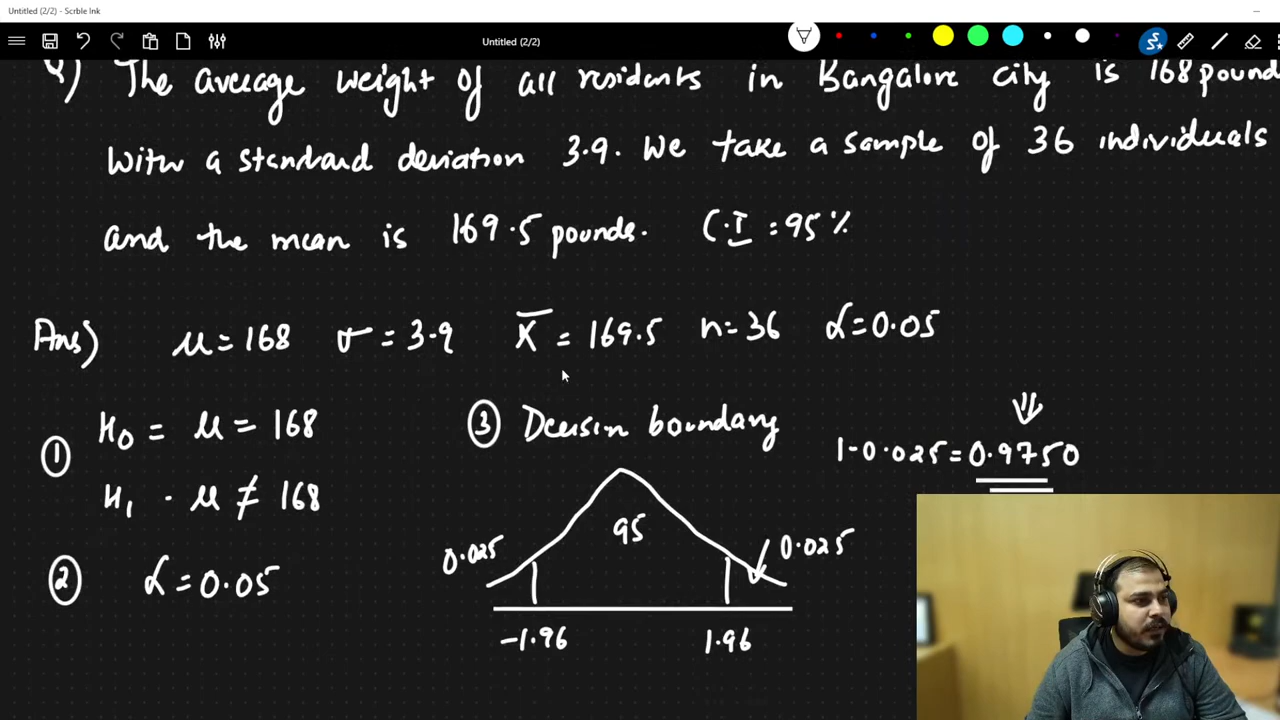 Untitled (2/2) - Scrble Ink
Untitled (2/2)
Q) The average weight of all residents in Bangalore city is 168 pound
with a standard deviation 3.9. We take a sample of 36 individuals
and the mean is 169.5 pounds. C.I = 95%
Ans) μ = 168 σ = 3.9 x̄ = 169.5 n = 36 α = 0.05
① H₀ = μ = 168
H₁ . μ ≠ 168
② α = 0.05
③ Decisin boundary
1-0.025 = 0.9750
95
0.025 0.025
-1.96 1.96